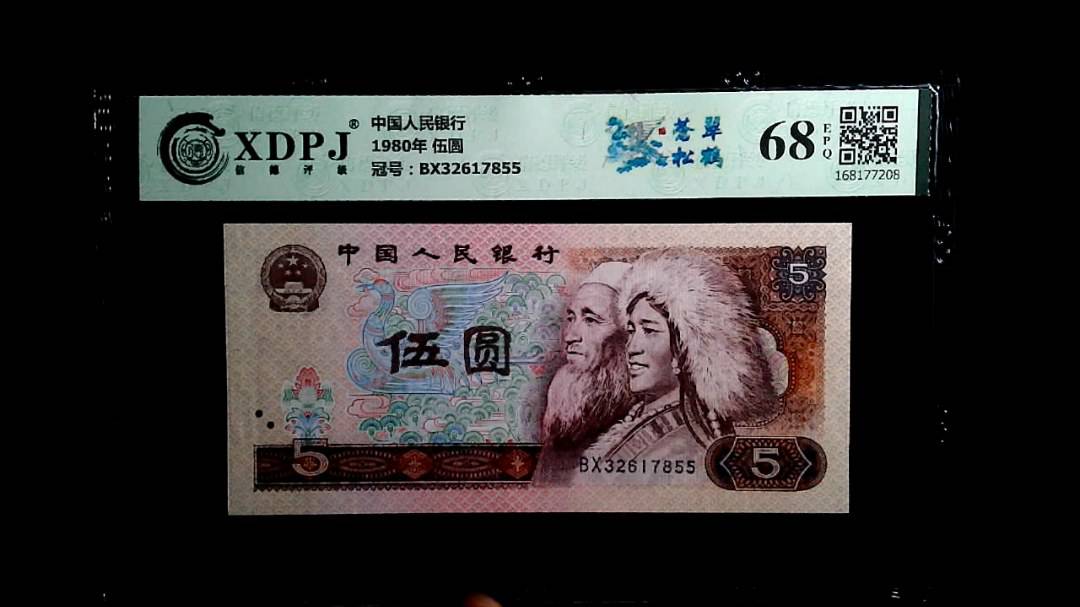 XDPJ®
信德评级
中国人民银行
1980年 伍圆
冠号：BX32617855
苍翠
松鹤
68
EPQ
168177208
中国人民银行
5
伍圆
5
BX32617855
5